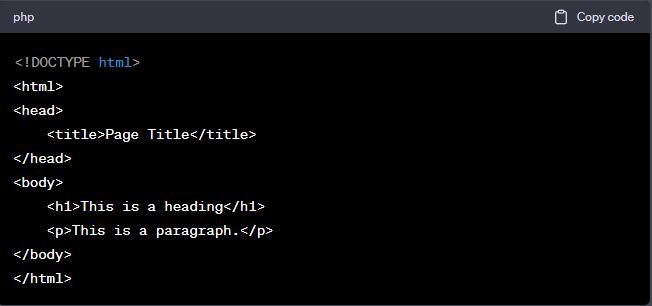 php
Copy code
<!DOCTYPE html>
<html>
<head>
    <title>Page Title</title>
</head>
<body>
    <h1>This is a heading</h1>
    <p>This is a paragraph.</p>
</body>
</html>